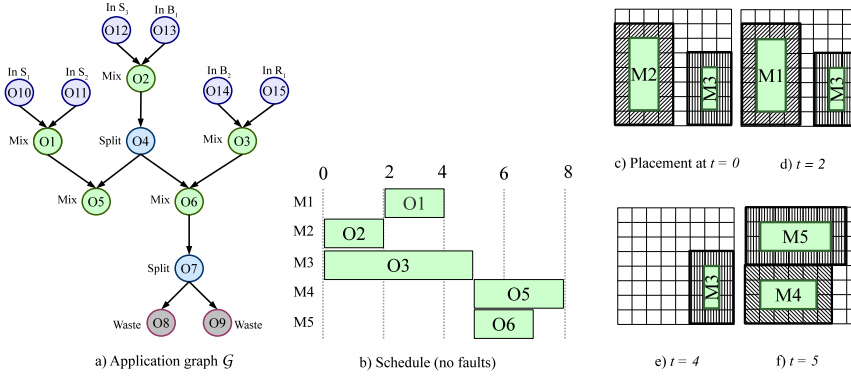 In S3 In B1
O12 O13
Mix O2
In S1 In S2 In B2 In R1
O10 O11 O14 O15
Mix O1 Split O4 Mix O3
Mix O5 Mix O6
Split O7
Waste O8 O9 Waste
a) Application graph G
0 2 4 6 8
M1 O1
M2 O2
M3 O3
M4 O5
M5 O6
b) Schedule (no faults)
M2 M3
c) Placement at t = 0
M1 M3
d) t = 2
M3
e) t = 4
M5
M4
f) t = 5